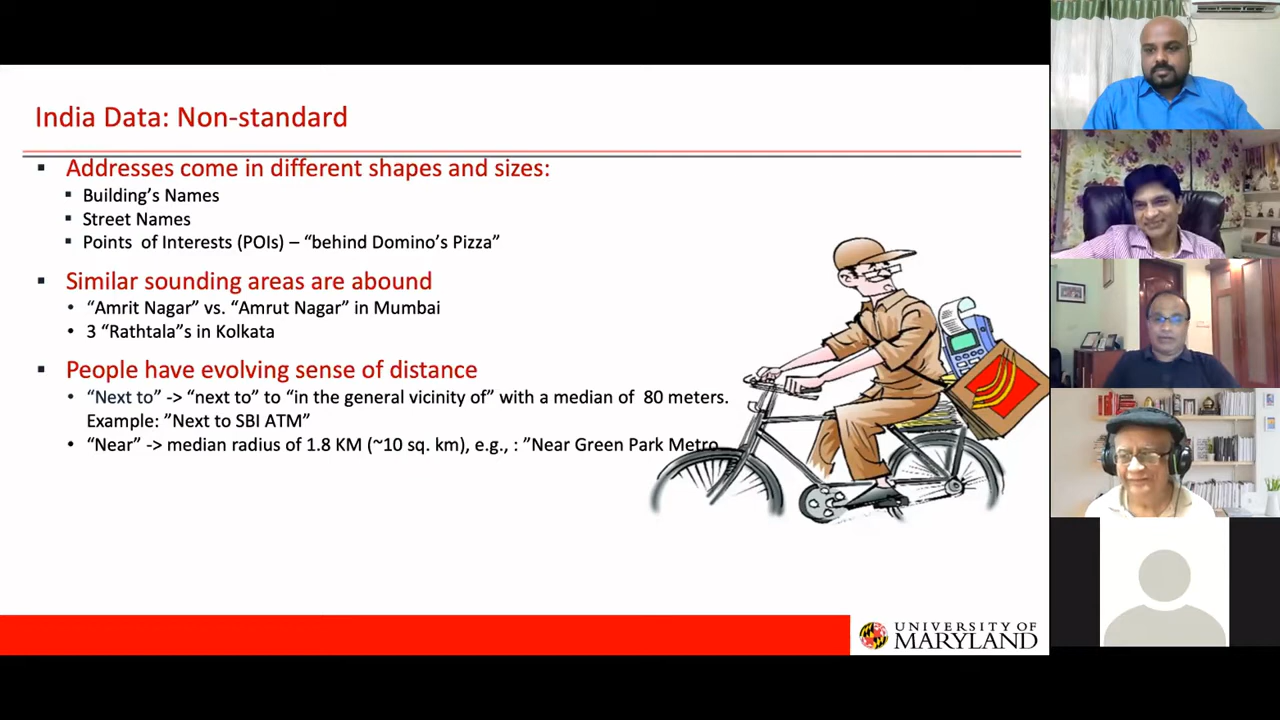 India Data: Non-standard
Addresses come in different shapes and sizes:
Building’s Names
Street Names
Points of Interests (POIs) – “behind Domino’s Pizza”
Similar sounding areas are abound
“Amrit Nagar” vs. “Amrut Nagar” in Mumbai
3 “Rathtala”s in Kolkata
People have evolving sense of distance
“Next to” -> “next to” to “in the general vicinity of” with a median of 80 meters.
Example: ”Next to SBI ATM”
“Near” -> median radius of 1.8 KM (~10 sq. km), e.g., : ”Near Green Park Metro
UNIVERSITY OF
MARYLAND